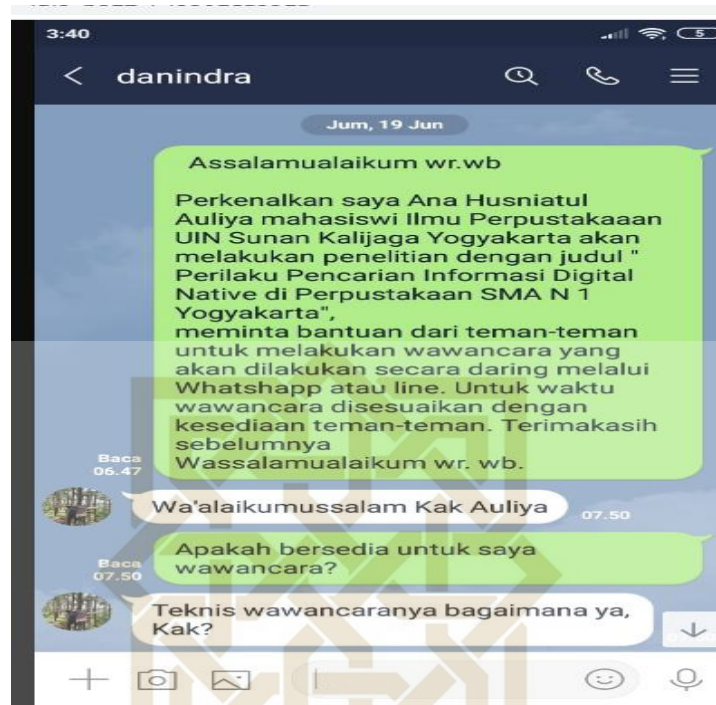 3:40
5
danindra
Jum, 19 Jun
Assalamualaikum wr.wb
Perkenalkan saya Ana Husniatul
Auliya mahasiswi Ilmu Perpustakaaan
UIN Sunan Kalijaga Yogyakarta akan
melakukan penelitian dengan judul "
Perilaku Pencarian Informasi Digital
Native di Perpustakaan SMA N 1
Yogyakarta",
meminta bantuan dari teman-teman
untuk melakukan wawancara yang
akan dilakukan secara daring melalui
Whatshapp atau line. Untuk waktu
wawancara disesuaikan dengan
kesediaan teman-teman. Terimakasih
sebelumnya
Wassalamualaikum wr. wb.
Baca
06.47
Wa'alaikumussalam Kak Auliya
07.50
Apakah bersedia untuk saya
wawancara?
Baca
07.50
Teknis wawancaranya bagaimana ya,
Kak?